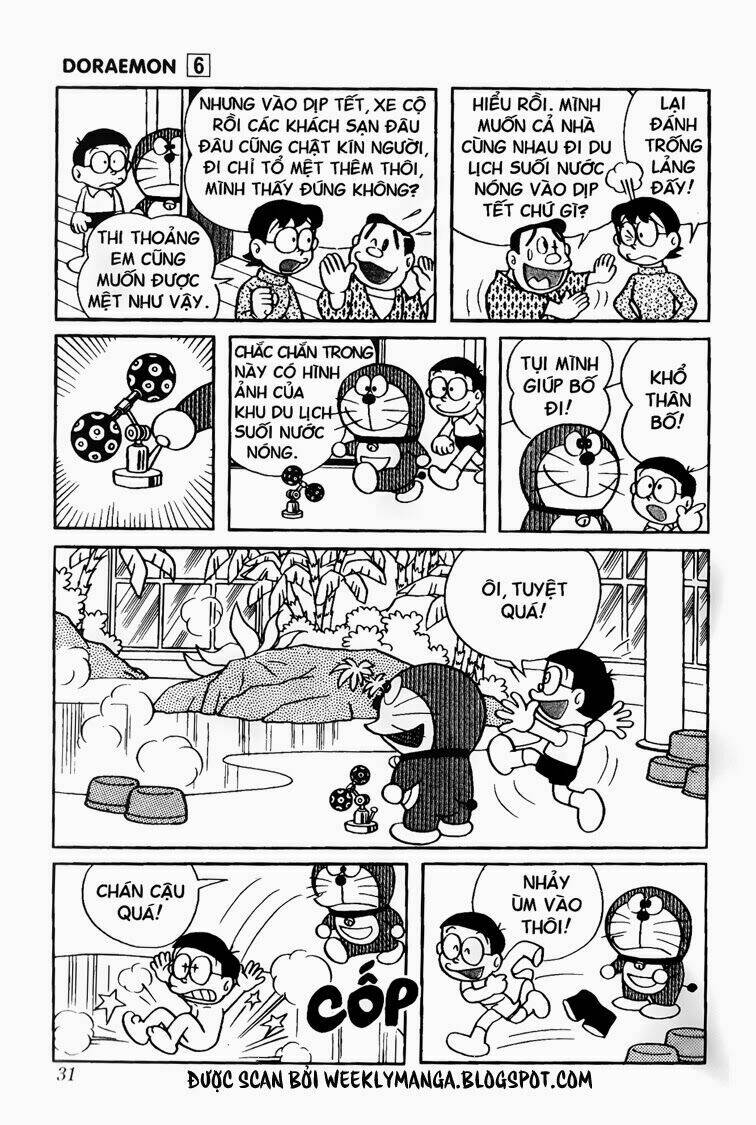 DORAEMON 6
LẠI
ĐÁNH
TRỐNG
LẢNG
ĐẤY!
HIỂU RỒI. MÌNH
MUỐN CẢ NHÀ
CÙNG NHAU ĐI DU
LỊCH SUỐI NƯỚC
NÓNG VÀO DỊP
TẾT CHỨ GÌ?
NHƯNG VÀO DỊP TẾT, XE CỘ
RỒI CÁC KHÁCH SẠN ĐÂU
ĐÂU CŨNG CHẬT KÍN NGƯỜI,
ĐI CHỈ TỔ MỆT THÊM THÔI,
MÌNH THẤY ĐÚNG KHÔNG?
THI THOẢNG
EM CŨNG
MUỐN ĐƯỢC
MỆT NHƯ VẬY.
KHỔ
THÂN
BỐ!
TỤI MÌNH
GIÚP BỐ
ĐI!
CHẮC CHẮN TRONG
NÀY CÓ HÌNH
ẢNH CỦA
KHU DU LỊCH
SUỐI NƯỚC
NÓNG.
ÔI, TUYỆT
QUÁ!
NHẢY
ÙM VÀO
THÔI!
CỐP
CHÁN CẬU
QUÁ!
31
ĐƯỢC SCAN BỞI WEEKLYMANGA.BLOGSPOT.COM